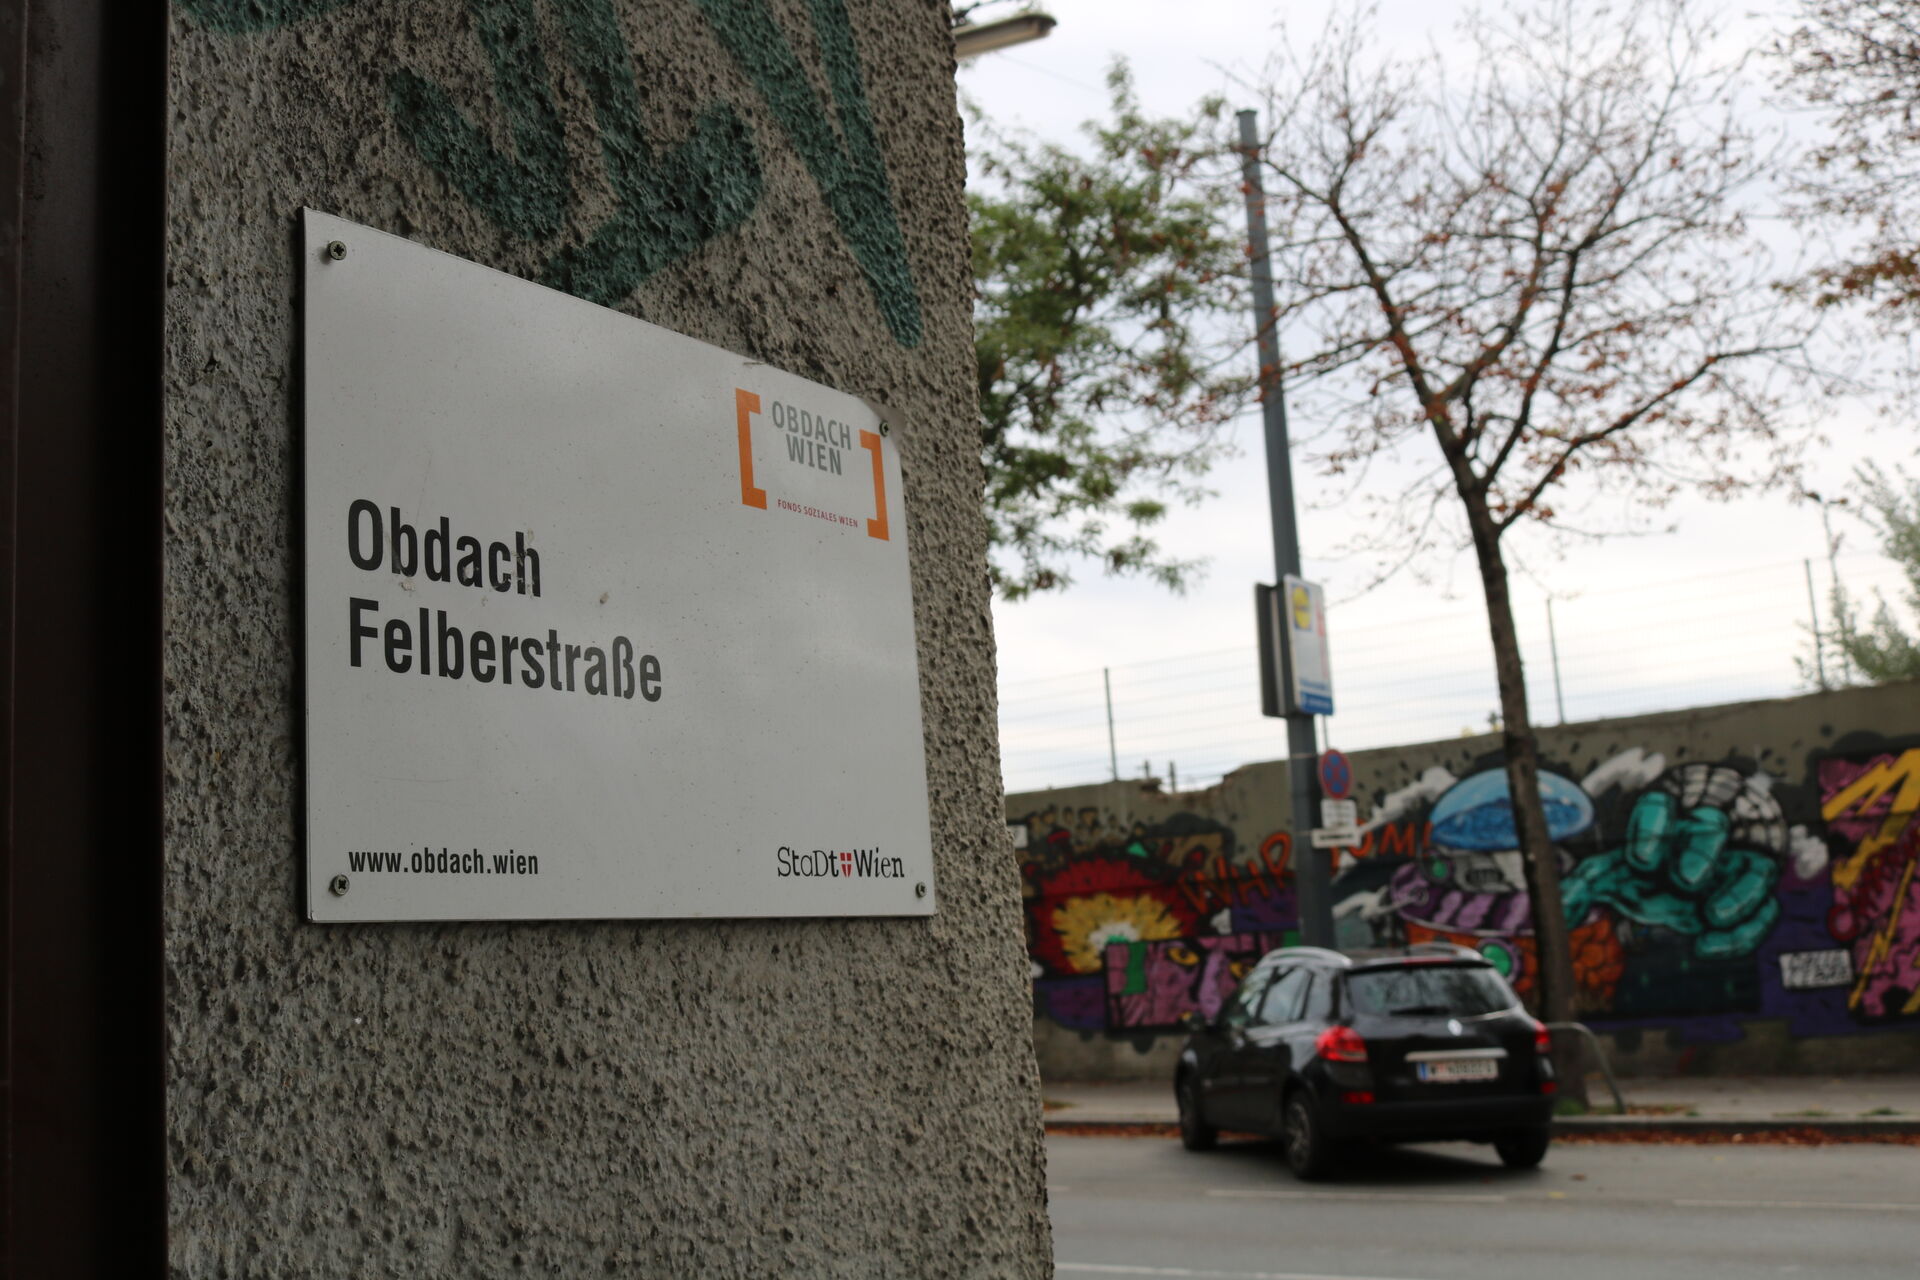 OBDACH
WIEN
FONDS SOZIALES WIEN
Obdach
Felberstraße
www.obdach.wien
StaDt Wien